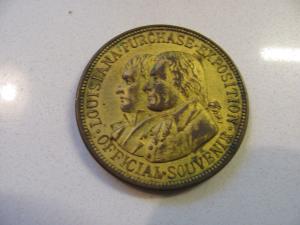 LOUISIANA · PURCHASE · EXPOSITION
· OFFICIAL · SOUVENIR ·